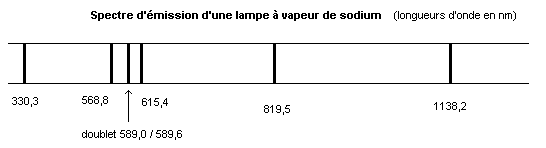 Spectre d'émission d'une lampe à vapeur de sodium (longueurs d'onde en nm)
330,3 568,8 615,4 819,5 1138,2
doublet 589,0 / 589,6